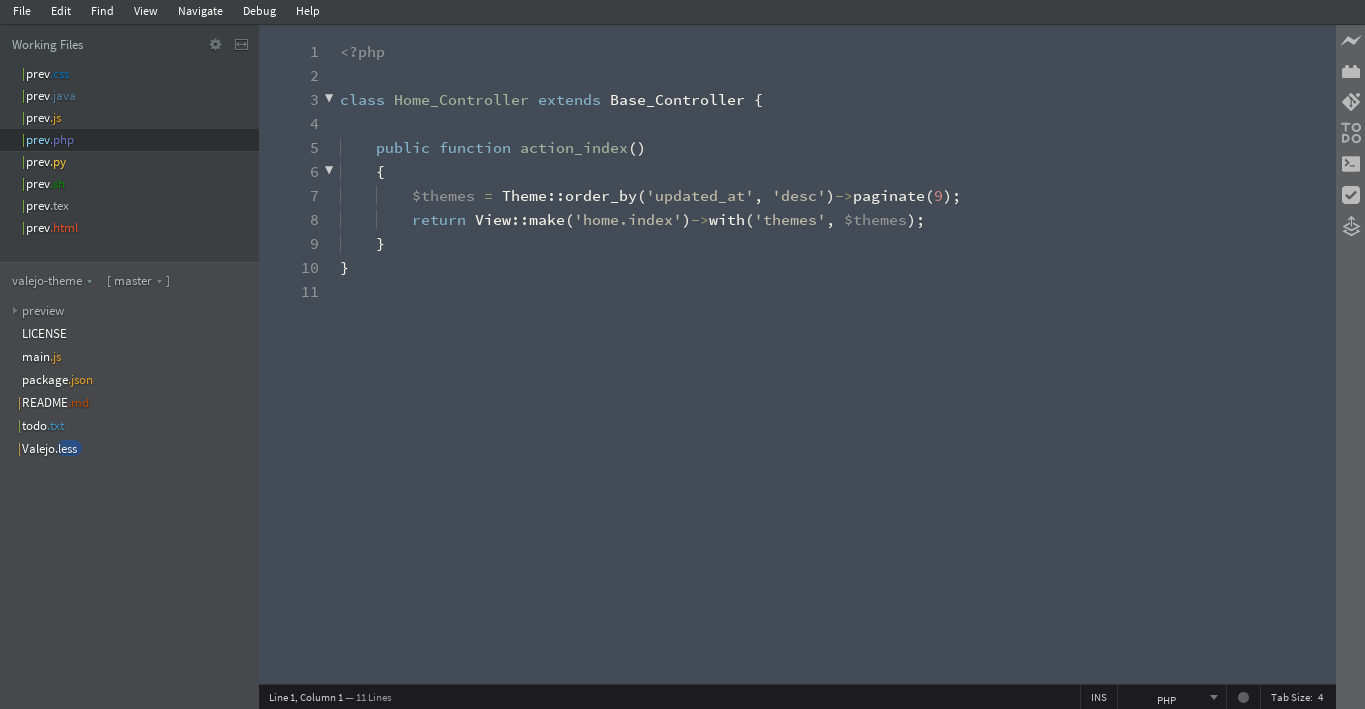 File Edit Find View Navigate Debug Help
Working Files
prev.css
prev.java
prev.js
prev.php
prev.py
prev.sh
prev.tex
prev.html
valejo-theme [ master ]
preview
LICENSE
main.js
package.json
README.md
todo.txt
Valejo.less
1 <?php
2
3 class Home_Controller extends Base_Controller {
4
5 public function action_index()
6 {
7 $themes = Theme::order_by('updated_at', 'desc')->paginate(9);
8 return View::make('home.index')->with('themes', $themes);
9 }
10 }
11
TO
DO
Line 1, Column 1 — 11 Lines
INS PHP Tab Size: 4